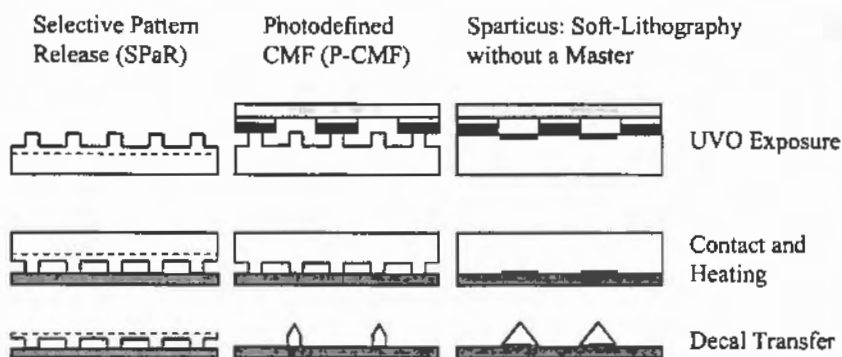 Selective Pattern
Release (SPaR)
Photodefined
CMF (P-CMF)
Sparticus: Soft-Lithography
without a Master
UVO Exposure
Contact and
Heating
Decal Transfer